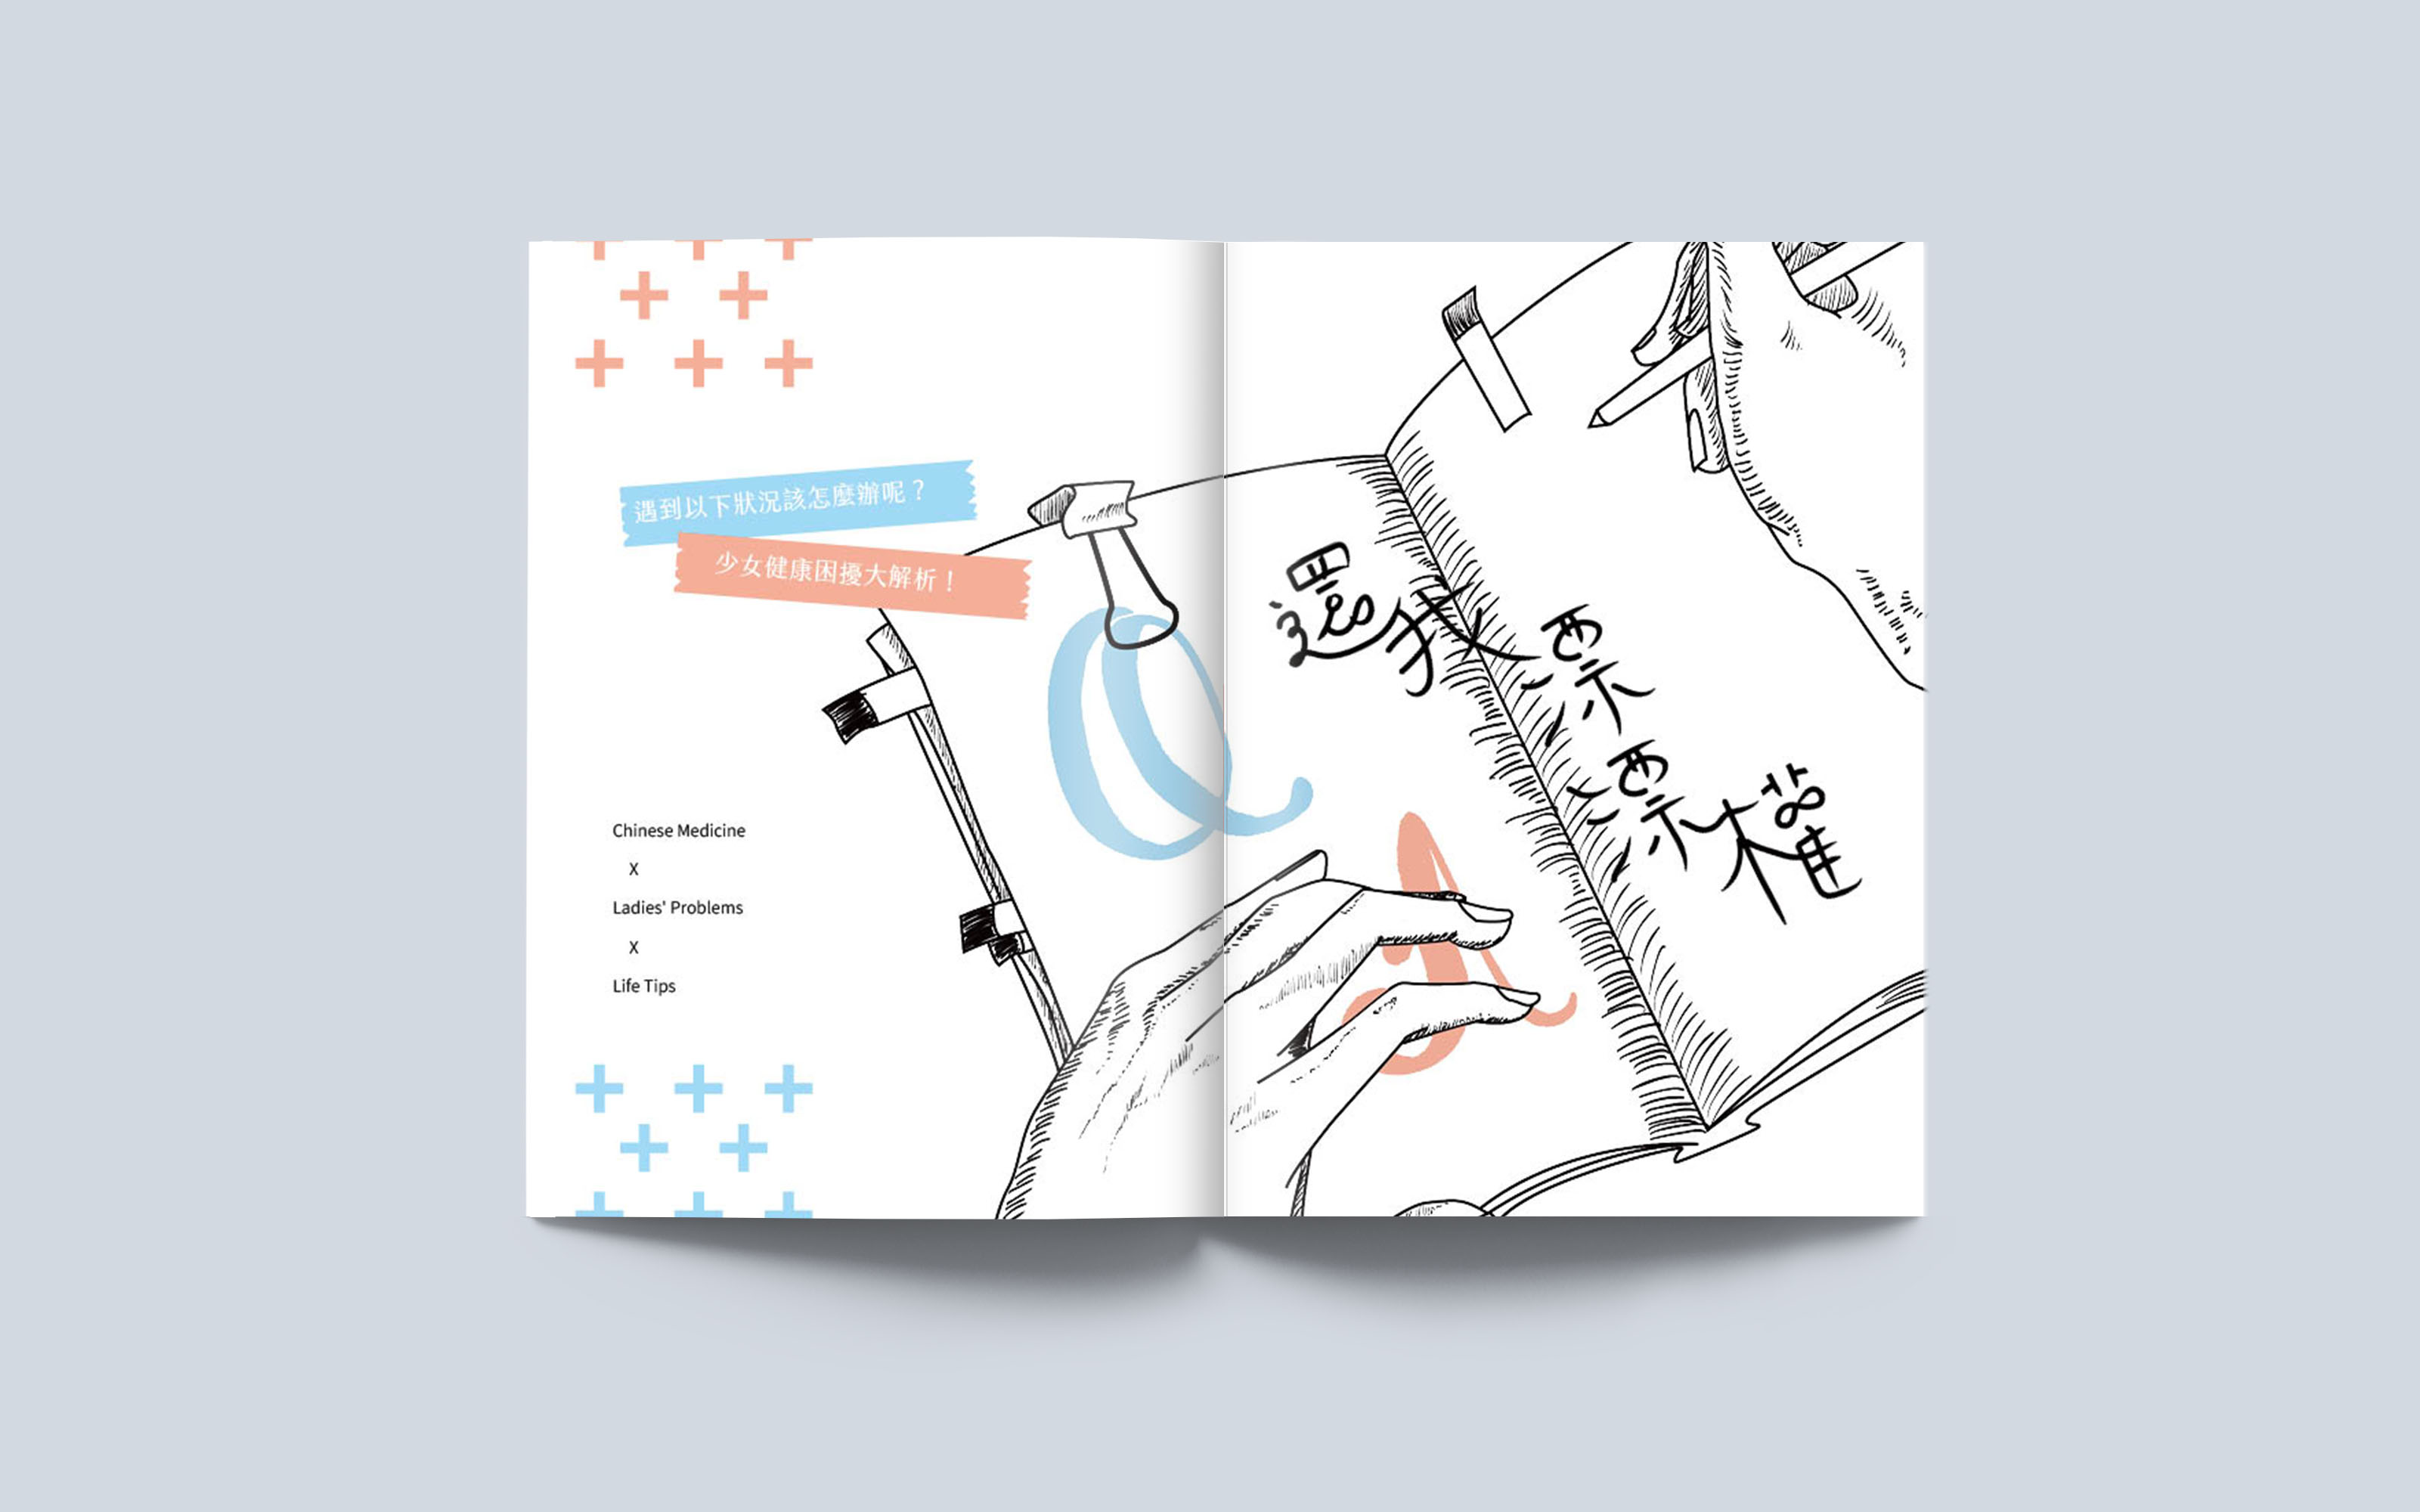 遇到以下狀況該怎麼辦呢？
少女健康困擾大解析！
Q
A
還我漂漂權
Chinese Medicine
X
Ladies' Problems
X
Life Tips